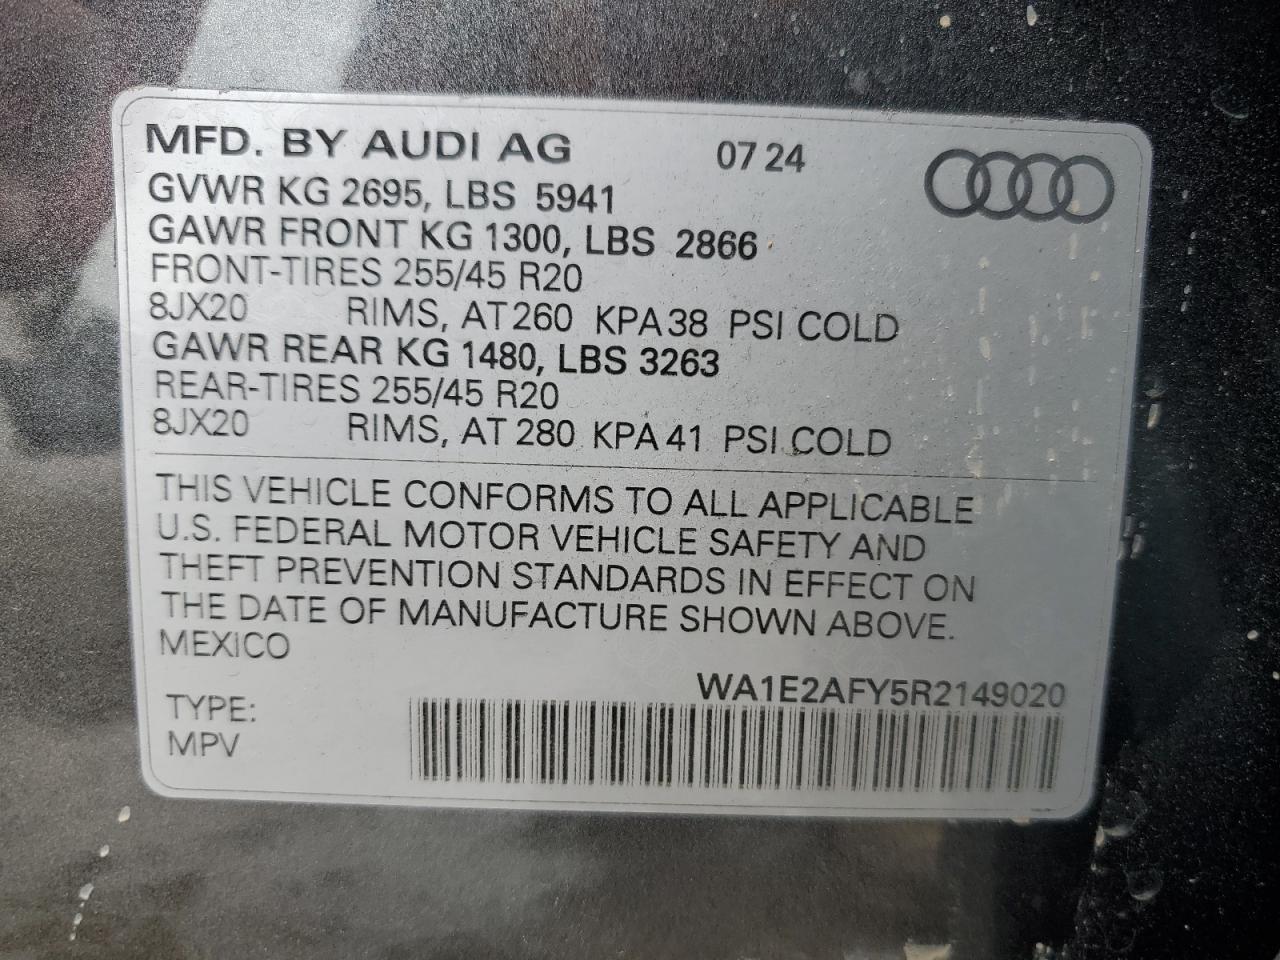 MFD. BY AUDI AG 07 24
GVWR KG 2695, LBS 5941
GAWR FRONT KG 1300, LBS 2866
FRONT-TIRES 255/45 R20
8JX20 RIMS, AT 260 KPA 38 PSI COLD
GAWR REAR KG 1480, LBS 3263
REAR-TIRES 255/45 R20
8JX20 RIMS, AT 280 KPA 41 PSI COLD
THIS VEHICLE CONFORMS TO ALL APPLICABLE
U.S. FEDERAL MOTOR VEHICLE SAFETY AND
THEFT PREVENTION STANDARDS IN EFFECT ON
THE DATE OF MANUFACTURE SHOWN ABOVE.
MEXICO
WA1E2AFY5R2149020
TYPE:
MPV